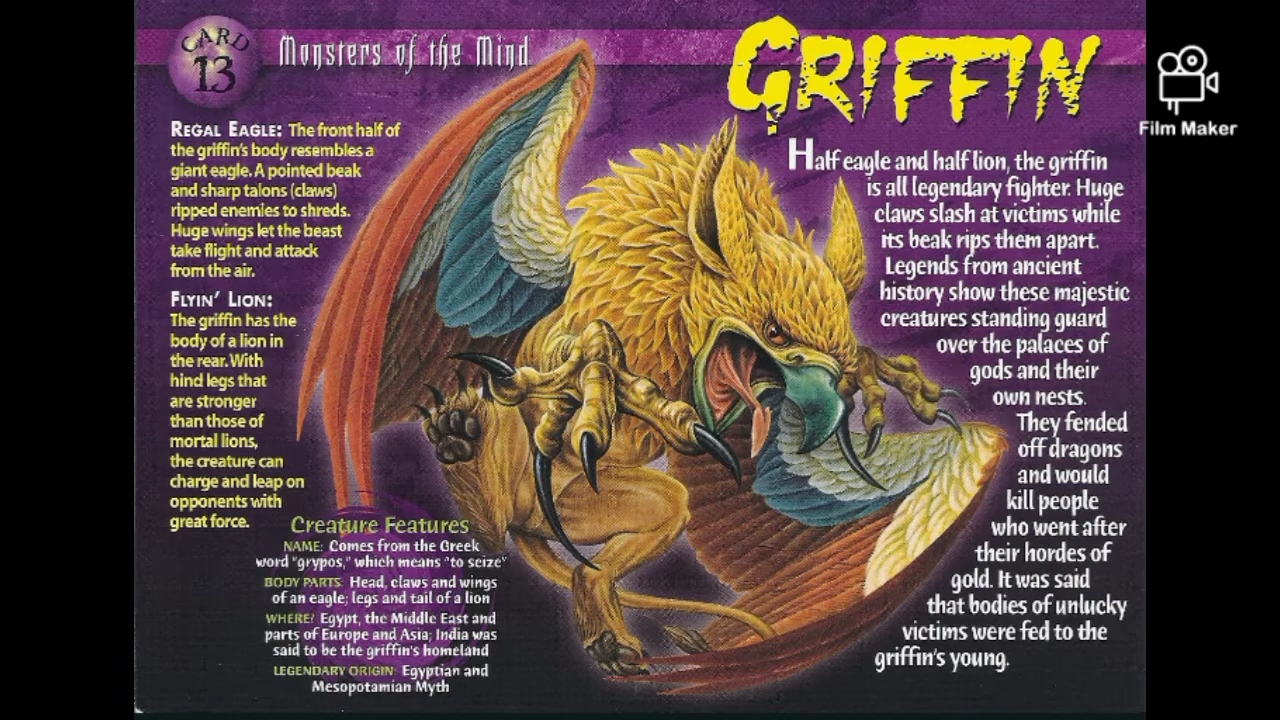 CARD
13
Monsters of the Mind
GRIFFIN
REGAL EAGLE: The front half of
the griffin's body resembles a
giant eagle. A pointed beak
and sharp talons (claws)
ripped enemies to shreds.
Huge wings let the beast
take flight and attack
from the air.
FLYIN' LION:
The griffin has the
body of a lion in
the rear. With
hind legs that
are stronger
than those of
mortal lions,
the creature can
charge and leap on
opponents with
great force.
Creature Features
NAME: Comes from the Greek
word "grypos," which means "to seize"
BODY PARTS: Head, claws and wings
of an eagle; legs and tail of a lion
WHERE? Egypt, the Middle East and
parts of Europe and Asia; India was
said to be the griffin's homeland
LEGENDARY ORIGIN: Egyptian and
Mesopotamian Myth
Half eagle and half lion, the griffin
is all legendary fighter. Huge
claws slash at victims while
its beak rips them apart.
Legends from ancient
history show these majestic
creatures standing guard
over the palaces of
gods and their
own nests.
They fended
off dragons
and would
kill people
who went after
their hordes of
gold. It was said
that bodies of unlucky
victims were fed to the
griffin's young.
Film Maker